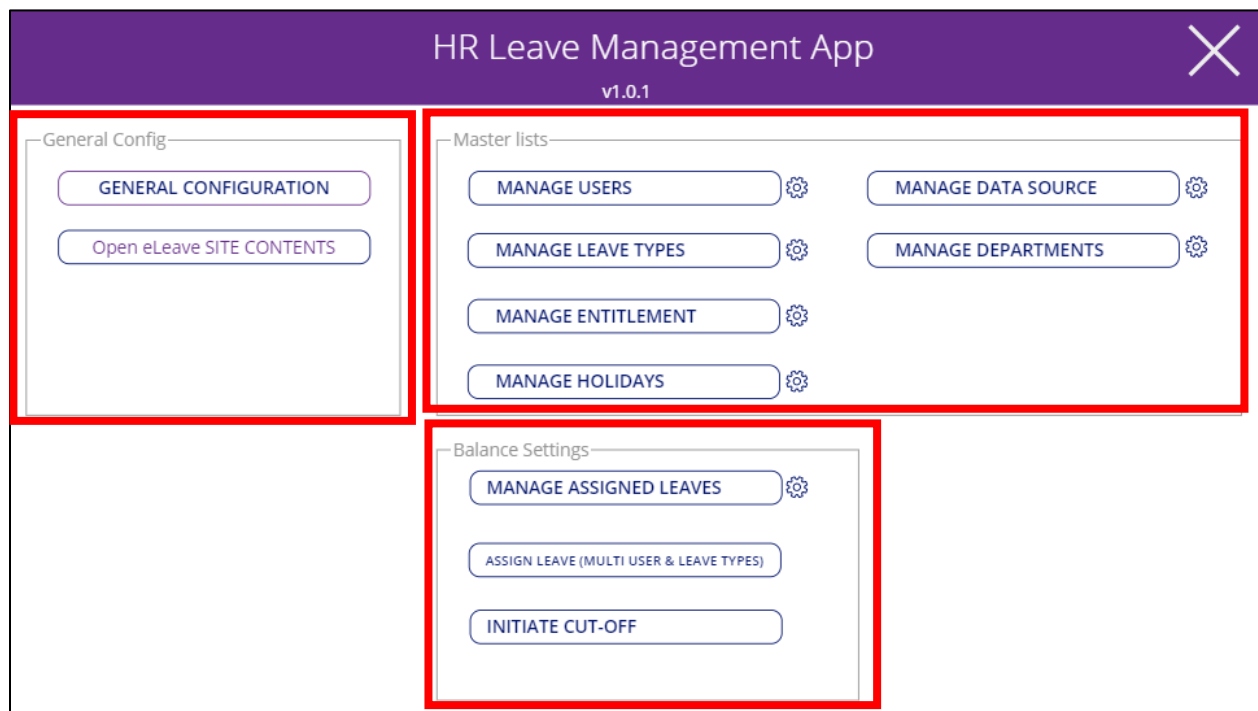 HR Leave Management App
v1.0.1
General Config
GENERAL CONFIGURATION
Open eLeave SITE CONTENTS
Master lists
MANAGE USERS
MANAGE DATA SOURCE
MANAGE LEAVE TYPES
MANAGE DEPARTMENTS
MANAGE ENTITLEMENT
MANAGE HOLIDAYS
Balance Settings
MANAGE ASSIGNED LEAVES
ASSIGN LEAVE (MULTI USER & LEAVE TYPES)
INITIATE CUT-OFF